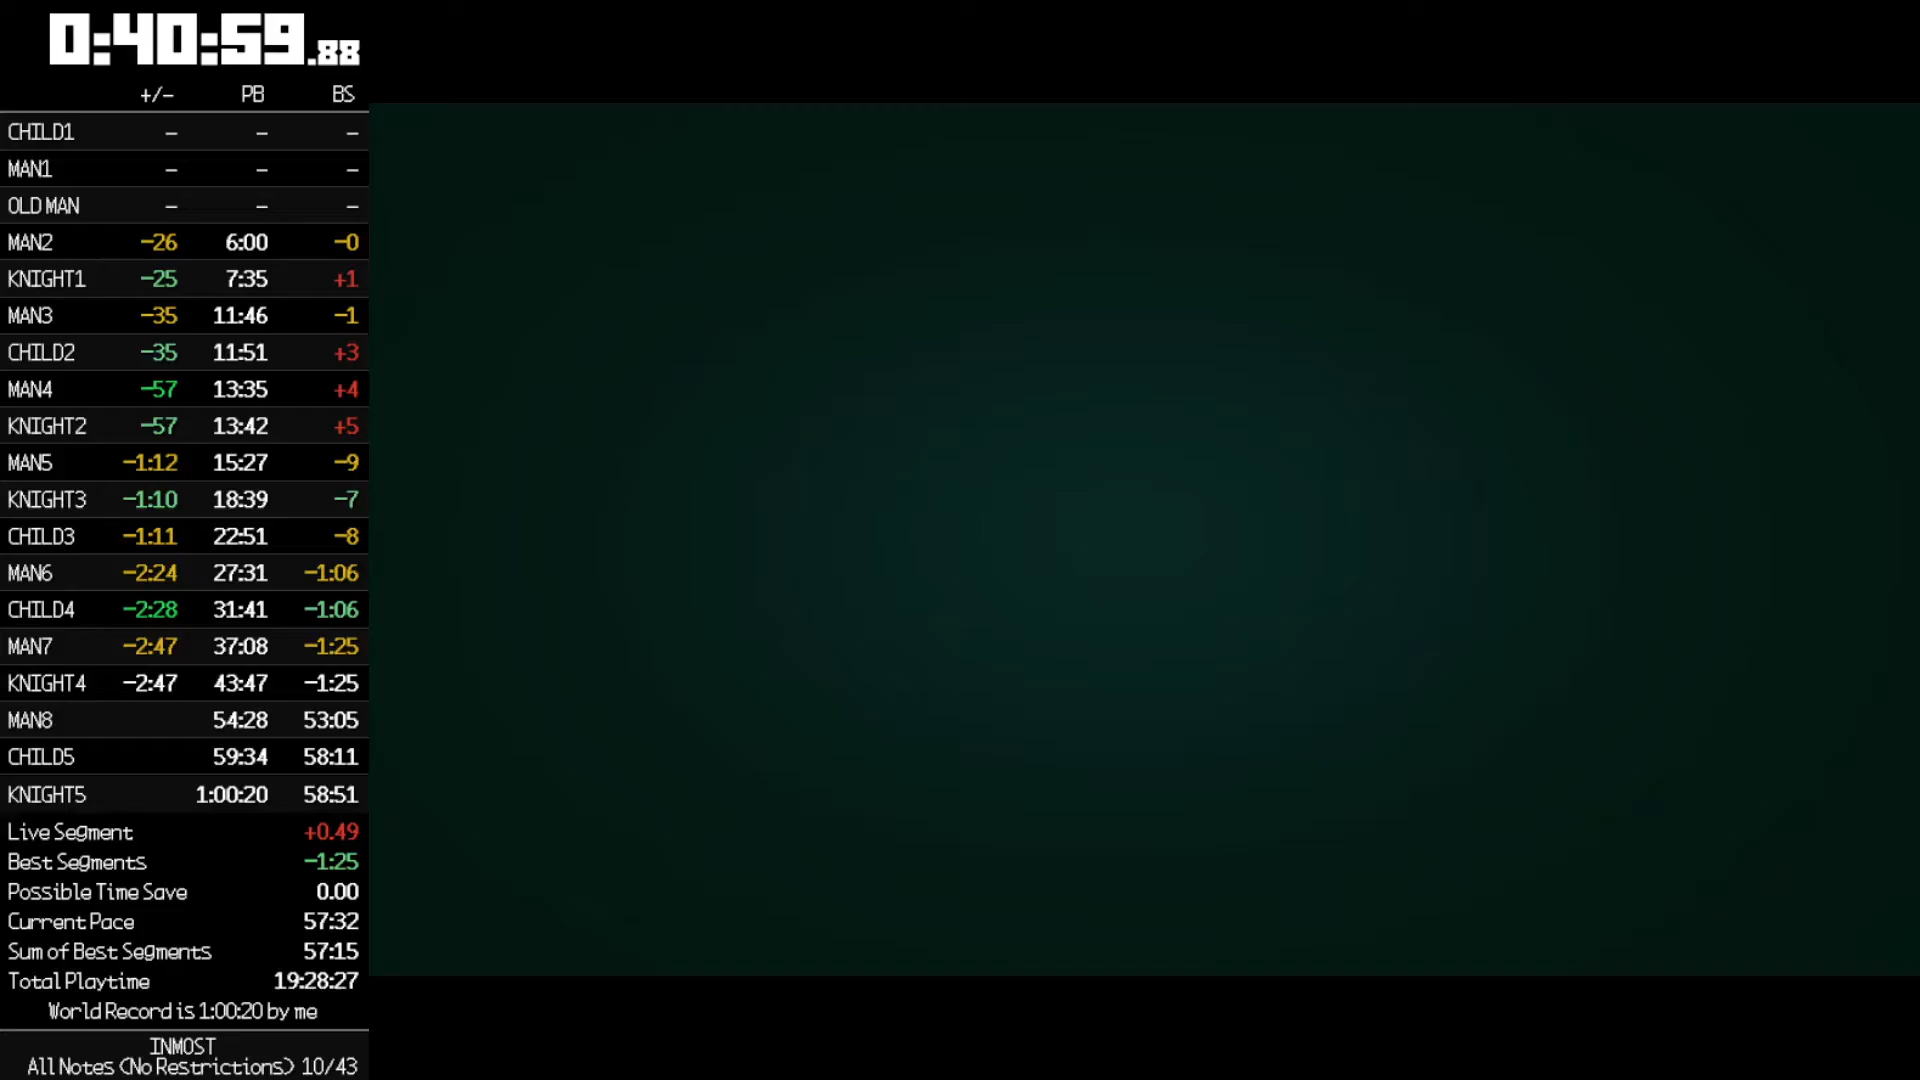 0:40:59.88
+/- PB BS
CHILD1 – – –
MAN1 – – –
OLD MAN – – –
MAN2 −26 6:00 −0
KNIGHT1 −25 7:35 +1
MAN3 −35 11:46 −1
CHILD2 −35 11:51 +3
MAN4 −57 13:35 +4
KNIGHT2 −57 13:42 +5
MAN5 −1:12 15:27 −9
KNIGHT3 −1:10 18:39 −7
CHILD3 −1:11 22:51 −8
MAN6 −2:24 27:31 −1:06
CHILD4 −2:28 31:41 −1:06
MAN7 −2:47 37:08 −1:25
KNIGHT4 −2:47 43:47 −1:25
MAN8 54:28 53:05
CHILD5 59:34 58:11
KNIGHT5 1:00:20 58:51
Live Segment +0.49
Best Segments −1:25
Possible Time Save 0.00
Current Pace 57:32
Sum of Best Segments 57:15
Total Playtime 19:28:27
World Record is 1:00:20 by me
INMOST
All Notes (No Restrictions) 10/43